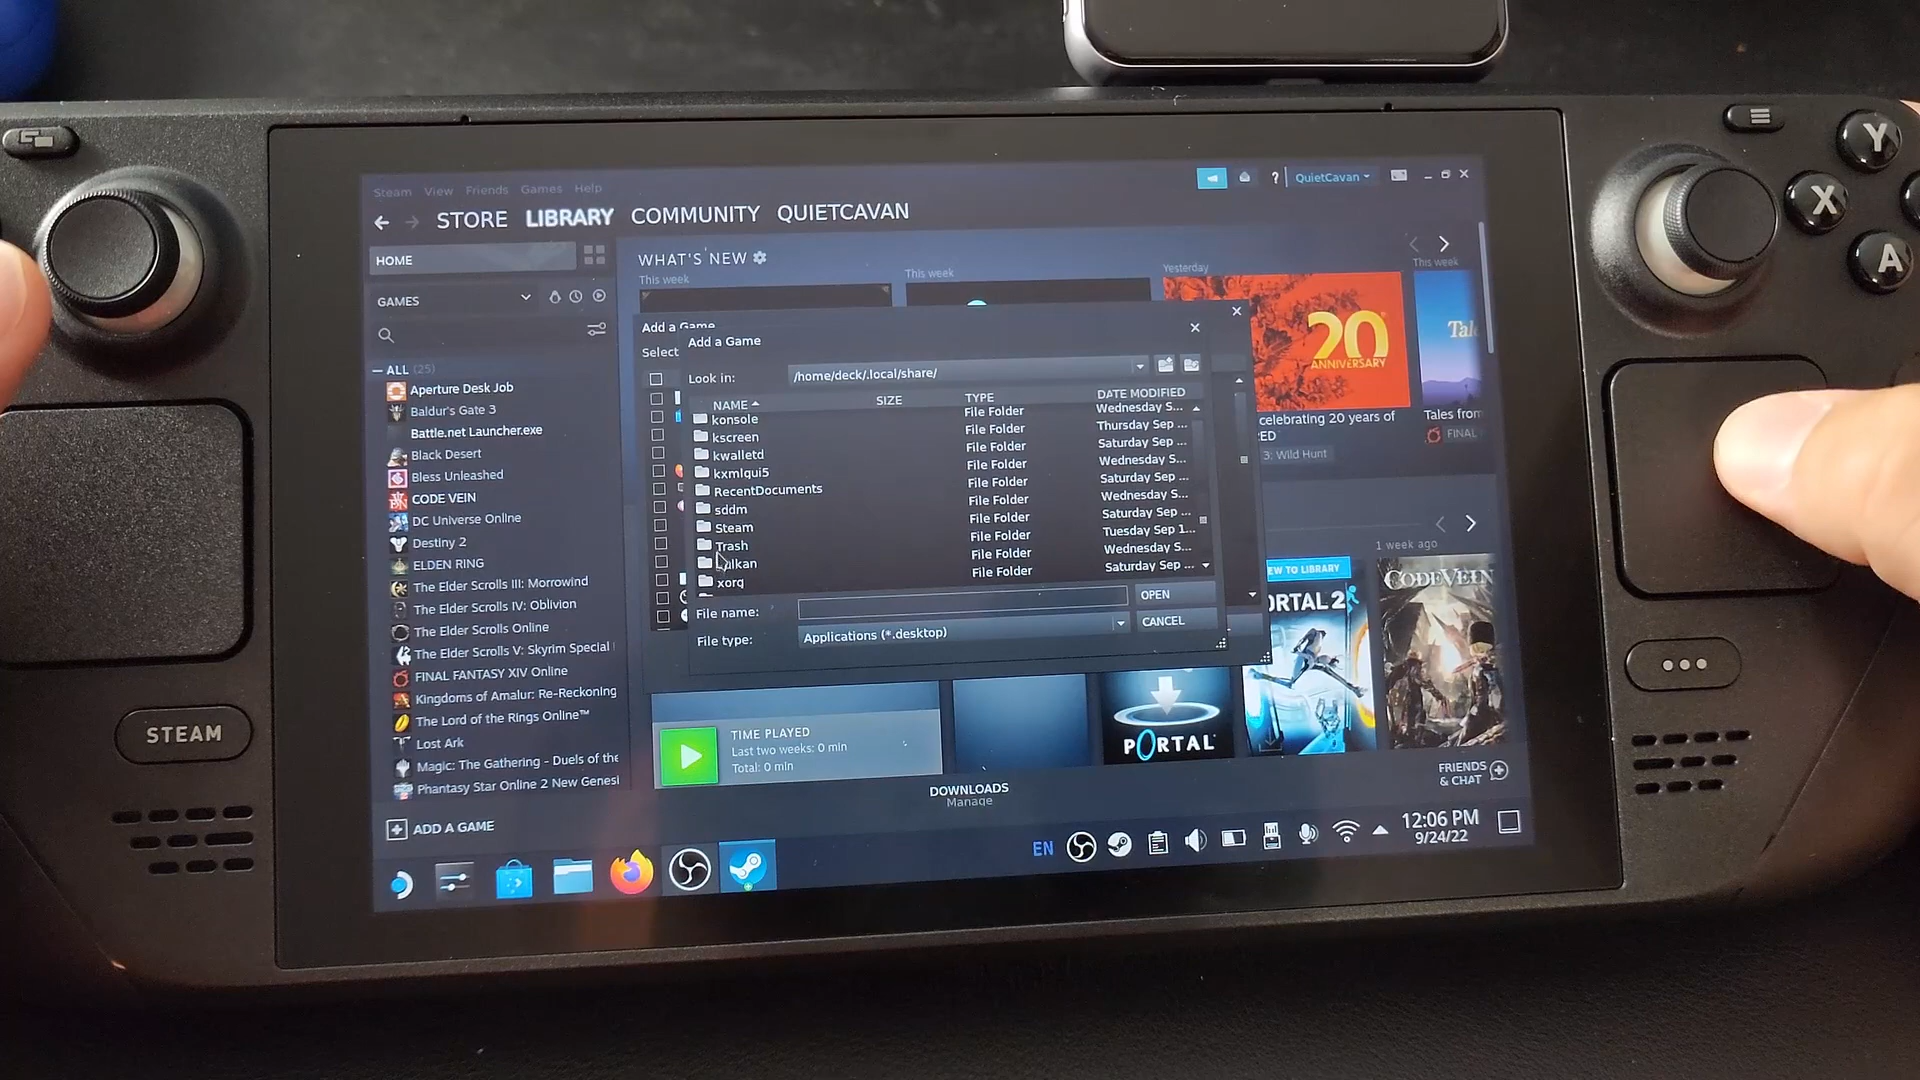 Steam View Friends Games Help
QuietCavan
STORE LIBRARY COMMUNITY QUIETCAVAN
HOME
GAMES
ALL (25)
Aperture Desk Job
Baldur's Gate 3
Battle.net Launcher.exe
Black Desert
Bless Unleashed
CODE VEIN
DC Universe Online
Destiny 2
ELDEN RING
The Elder Scrolls III: Morrowind
The Elder Scrolls IV: Oblivion
The Elder Scrolls Online
The Elder Scrolls V: Skyrim Special
FINAL FANTASY XIV Online
Kingdoms of Amalur: Re-Reckoning
The Lord of the Rings Online™
Lost Ark
Magic: The Gathering - Duels of the
Phantasy Star Online 2 New Genesi
ADD A GAME
WHAT'S NEW
This week
This week
Yesterday
This week
20
ANNIVERSARY
Tal
celebrating 20 years of
RED
3: Wild Hunt
Tales from
FINAL
Add a Game
Select
Add a Game
Look in: /home/deck/.local/share/
NAME SIZE TYPE DATE MODIFIED
konsole File Folder Wednesday S...
kscreen File Folder Thursday Sep ...
kwalletd File Folder Saturday Sep ...
kxmlgui5 File Folder Wednesday S...
RecentDocuments File Folder Saturday Sep ...
sddm File Folder Wednesday S...
Steam File Folder Saturday Sep ...
Trash File Folder Tuesday Sep 1...
ulkan File Folder Wednesday S...
xorg File Folder Saturday Sep ...
File name: OPEN
File type: Applications (*.desktop) CANCEL
1 week ago
EW TO LIBRARY
ORTAL 2
CODE VEIN
PORTAL
TIME PLAYED
Last two weeks: 0 min
Total: 0 min
DOWNLOADS
Manage
FRIENDS
& CHAT
EN
12:06 PM
9/24/22
STEAM
Y
X
A